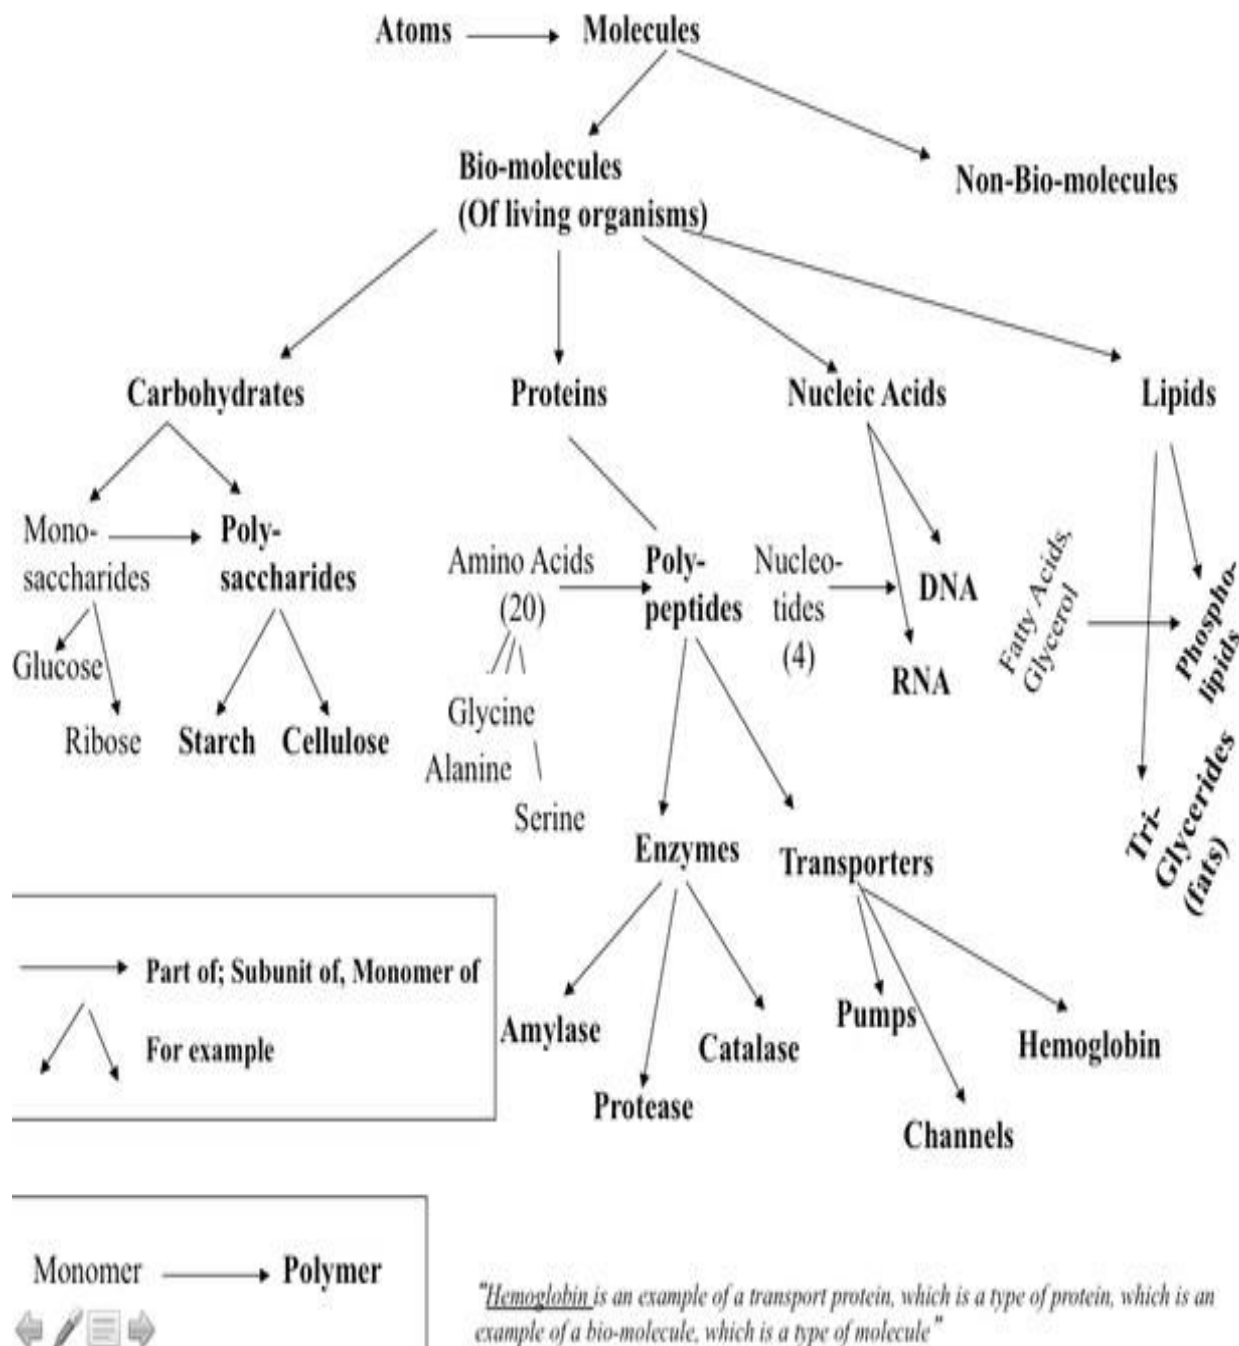 Atoms
Molecules
Bio-molecules
(Of living organisms)
Non-Bio-molecules
Carbohydrates
Proteins
Nucleic Acids
Lipids
Mono-
saccharides
Poly-
saccharides
Glucose
Ribose
Starch
Cellulose
Amino Acids
(20)
Poly-
peptides
Glycine
Alanine
Serine
Nucleo-
tides
(4)
DNA
RNA
Fatty Acids,
Glycerol
Phospho-
lipids
Tri-
Glycerides
(fats)
Enzymes
Transporters
Amylase
Protease
Catalase
Pumps
Channels
Hemoglobin
Part of; Subunit of, Monomer of
For example
Monomer
Polymer
"Hemoglobin is an example of a transport protein, which is a type of protein, which is an
example of a bio-molecule, which is a type of molecule"